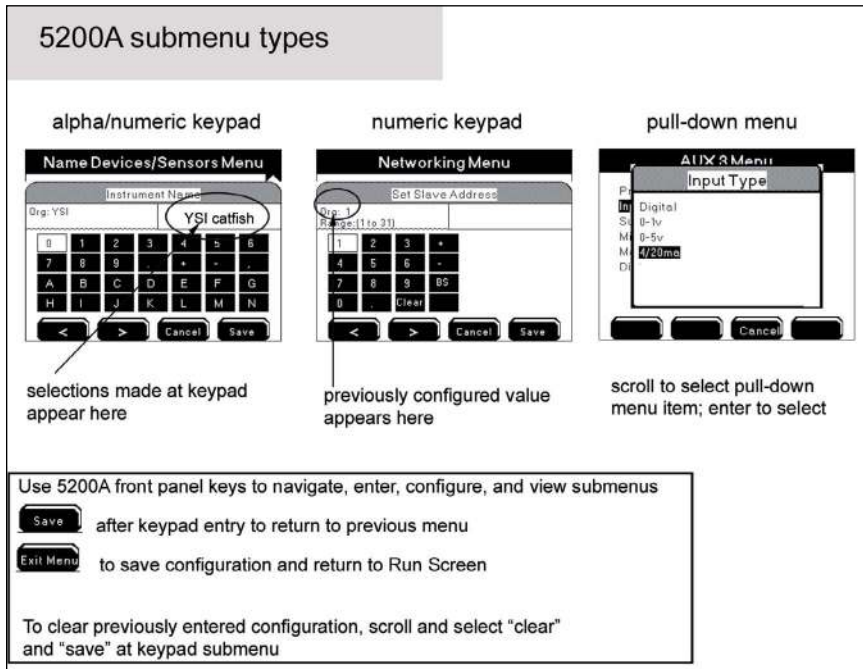 5200A submenu types
alpha/numeric keypad
Name Devices/Sensors Menu
Instrument Name
Org: YSI
YSI catfish
0 1 2 3 4 5 6
7 8 9 . + - ,
A B C D E F G
H I J K L M N
< > Cancel Save
selections made at keypad
appear here
numeric keypad
Networking Menu
Set Slave Address
Org: 1
Range:(1 to 31)
1 2 3 +
4 5 6 -
7 8 9 BS
0 . Clear
< > Cancel Save
previously configured value
appears here
pull-down menu
AUX 3 Menu
Input Type
Digital
0-1v
0-5v
4/20ma
Cancel
scroll to select pull-down
menu item; enter to select
Use 5200A front panel keys to navigate, enter, configure, and view submenus
Save after keypad entry to return to previous menu
Exit Menu to save configuration and return to Run Screen
To clear previously entered configuration, scroll and select “clear”
and “save” at keypad submenu